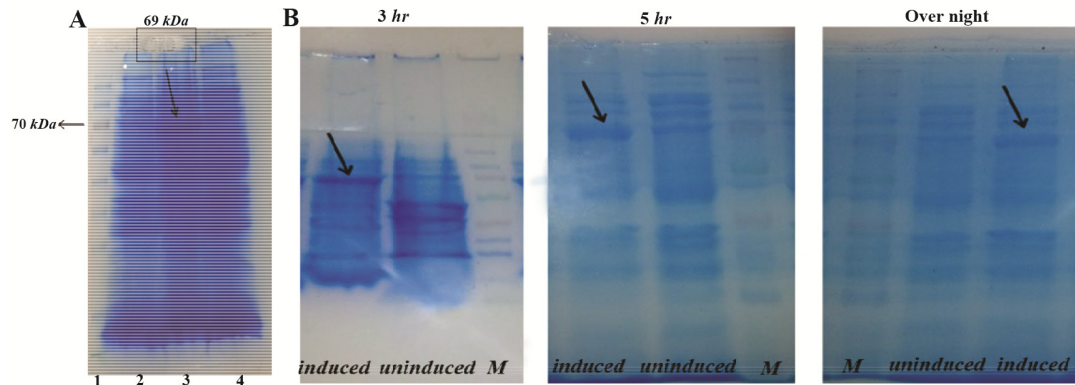 A
69 kDa
70 kDa
1 2 3 4
B
3 hr
induced uninduced M
5 hr
induced uninduced M
Over night
M uninduced induced